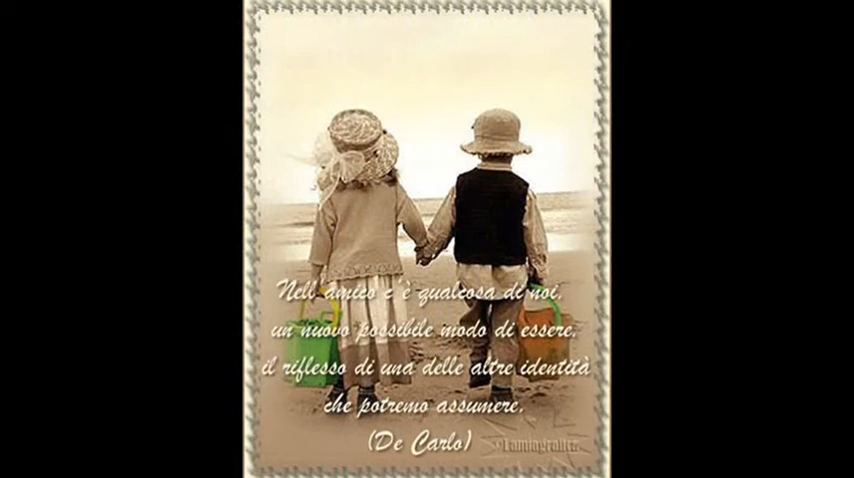 Nell'amico c'è qualcosa di noi,
un nuovo possibile modo di essere,
il riflesso di una delle altre identità
che potremo assumere.
(De Carlo)